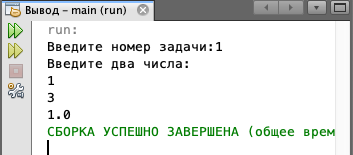 Вывод – main (run)
run:
Введите номер задачи:1
Введите два числа:
1
3
1.0
СБОРКА УСПЕШНО ЗАВЕРШЕНА (общее врем